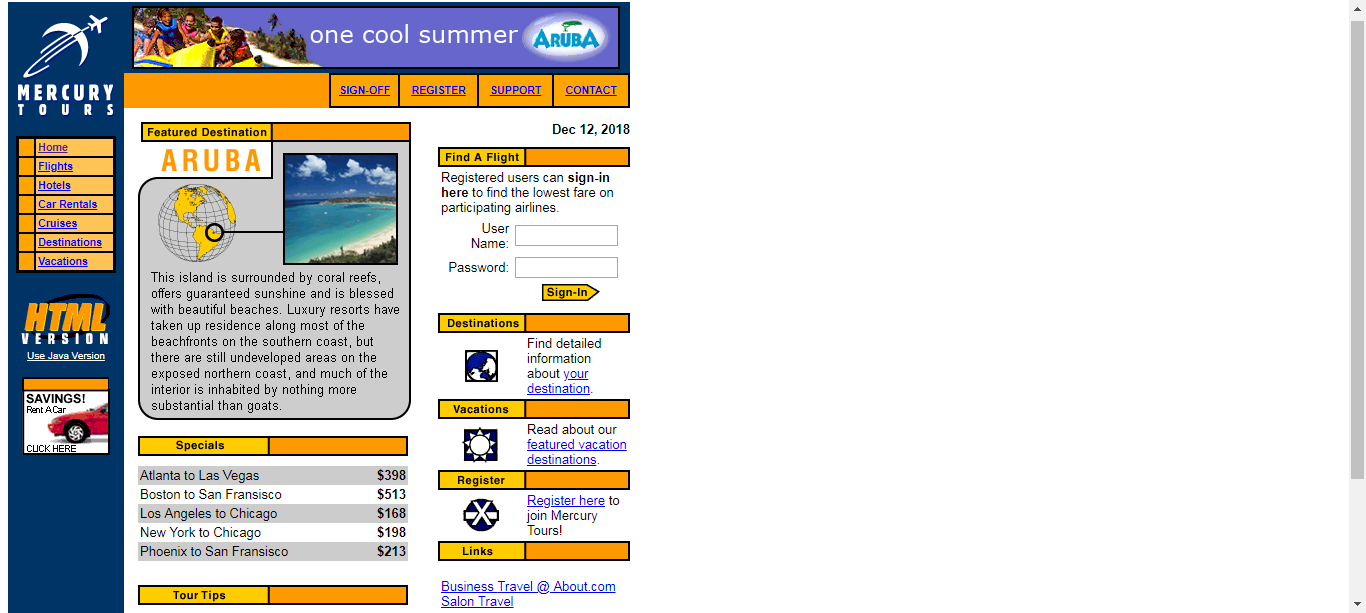 MERCURY
TOURS
one cool summer
ARUBA
SIGN-OFF
REGISTER
SUPPORT
CONTACT
Home
Flights
Hotels
Car Rentals
Cruises
Destinations
Vacations
HTML
VERSION
Use Java Version
SAVINGS!
Rent A Car
CLICK HERE
Featured Destination
ARUBA
This island is surrounded by coral reefs,
offers guaranteed sunshine and is blessed
with beautiful beaches. Luxury resorts have
taken up residence along most of the
beachfronts on the southern coast, but
there are still undeveloped areas on the
exposed northern coast, and much of the
interior is inhabited by nothing more
substantial than goats.
Specials
Atlanta to Las Vegas $398
Boston to San Fransisco $513
Los Angeles to Chicago $168
New York to Chicago $198
Phoenix to San Fransisco $213
Tour Tips
Dec 12, 2018
Find A Flight
Registered users can sign-in
here to find the lowest fare on
participating airlines.
User
Name:
Password:
Sign-In
Destinations
Find detailed
information
about your
destination.
Vacations
Read about our
featured vacation
destinations.
Register
Register here to
join Mercury
Tours!
Links
Business Travel @ About.com
Salon Travel